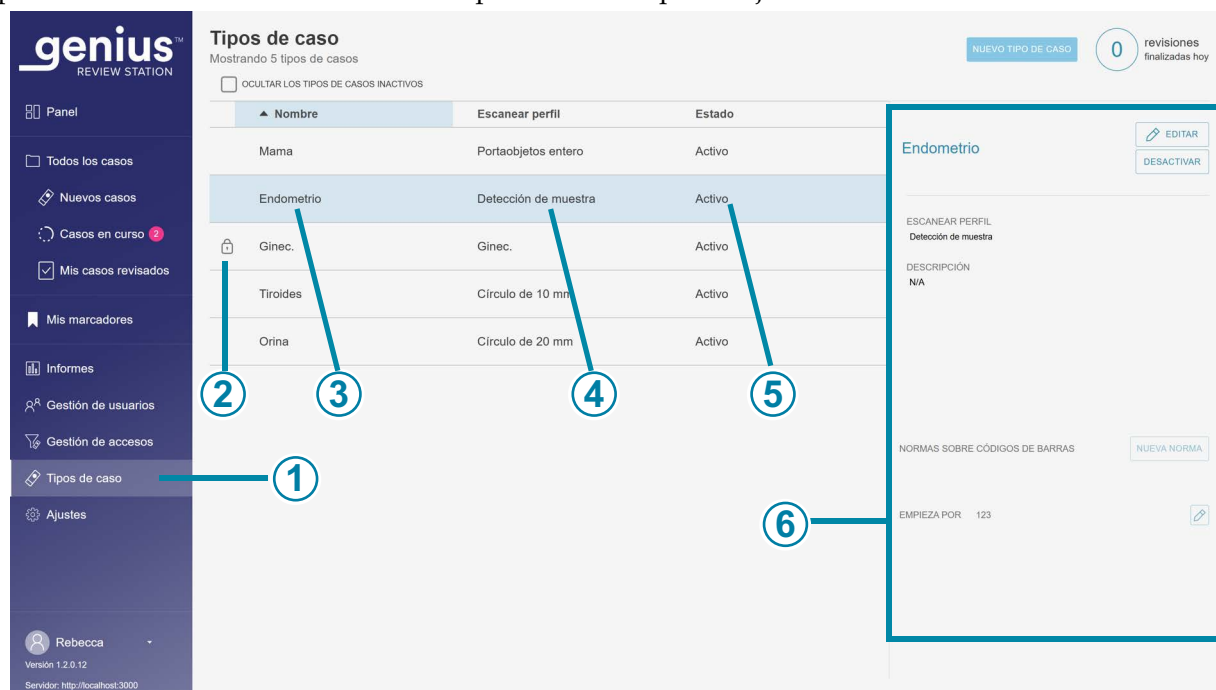 genius™
REVIEW STATION
Panel
Todos los casos
Nuevos casos
Casos en curso 2
Mis casos revisados
Mis marcadores
Informes
Gestión de usuarios
Gestión de accesos
Tipos de caso
Ajustes
Rebecca
Versión 1.2.0.12
Servidor: http://localhost:3000
Tipos de caso
Mostrando 5 tipos de casos
OCULTAR LOS TIPOS DE CASOS INACTIVOS
NUEVO TIPO DE CASO
0 revisiones
finalizadas hoy
Nombre Escanear perfil Estado
Mama Portaobjetos entero Activo
Endometrio Detección de muestra Activo
Ginec. Ginec. Activo
Tiroides Círculo de 10 mm Activo
Orina Círculo de 20 mm Activo
2 3 4 5
1
6
Endometrio
EDITAR
DESACTIVAR
ESCANEAR PERFIL
Detección de muestra
DESCRIPCIÓN
N/A
NORMAS SOBRE CÓDIGOS DE BARRAS NUEVA NORMA
EMPIEZA POR 123